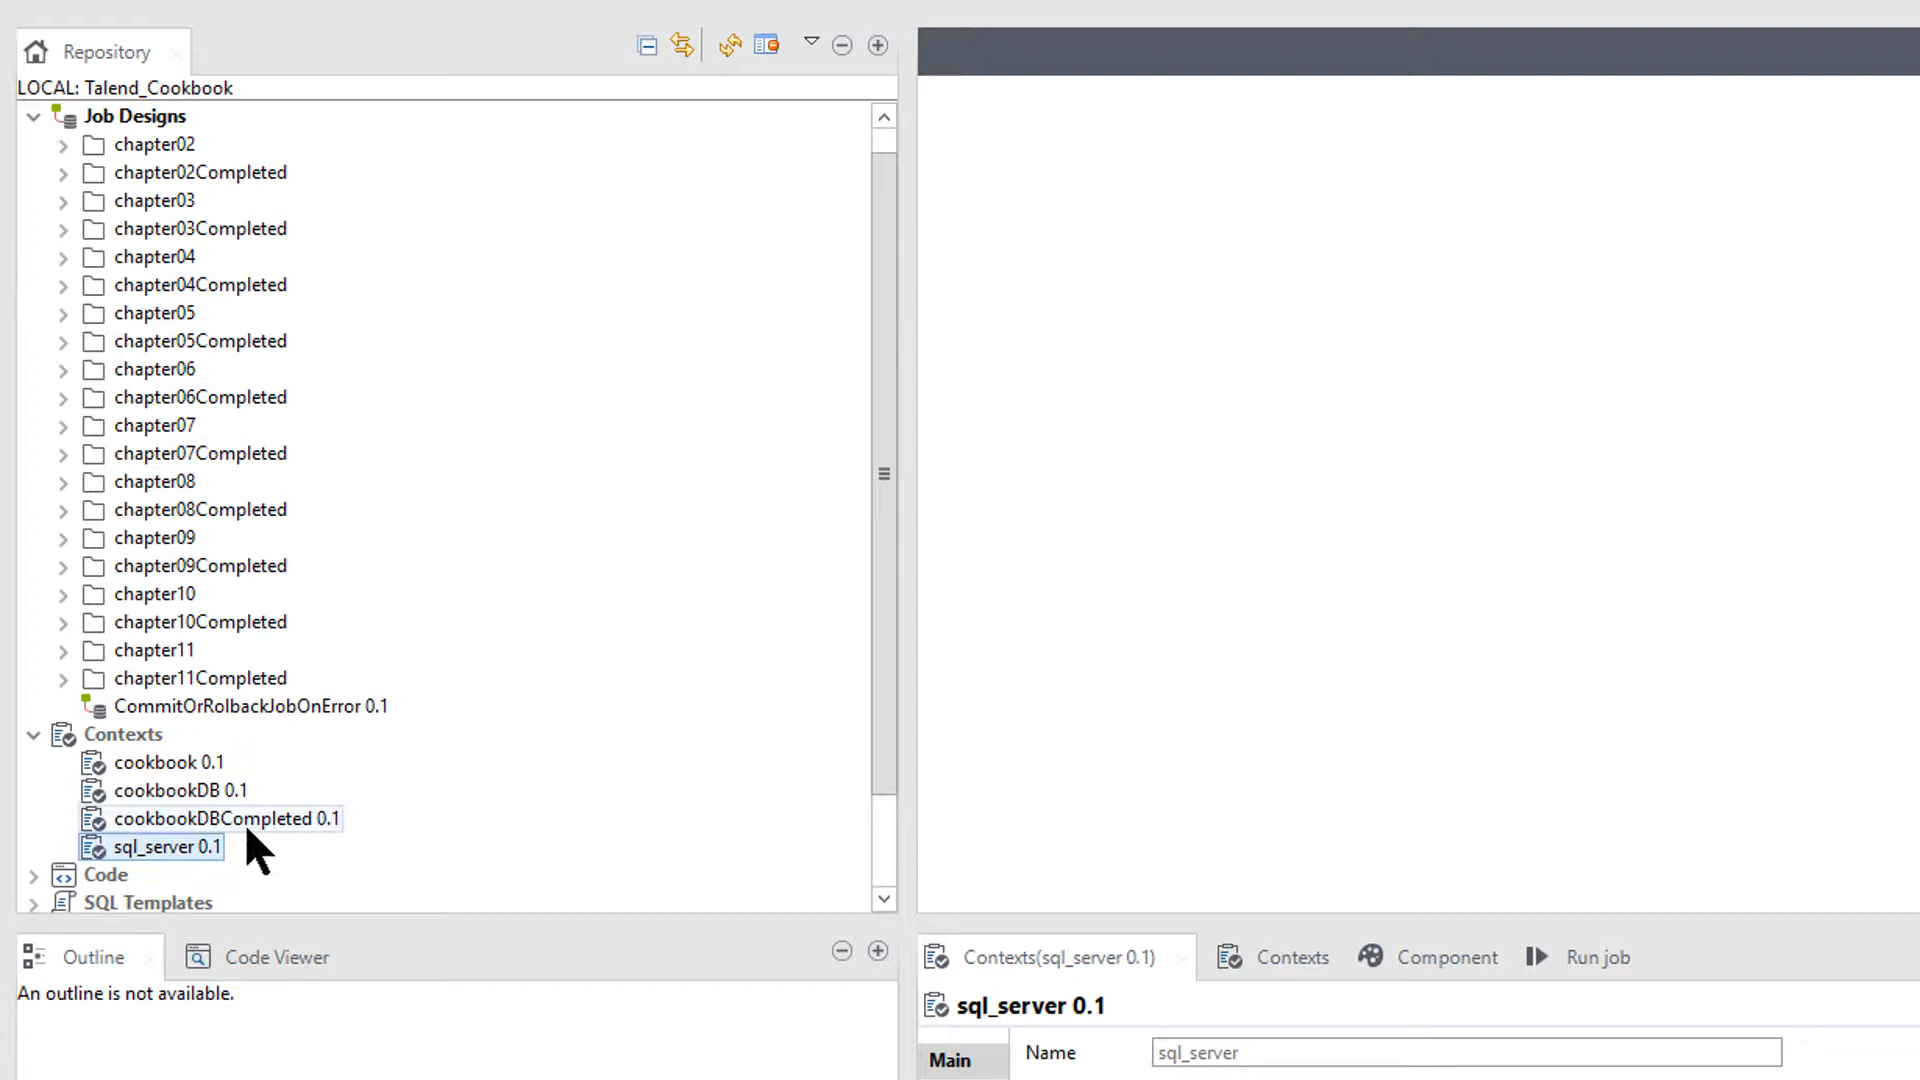 Repository
LOCAL: Talend_Cookbook
Job Designs
chapter02
chapter02Completed
chapter03
chapter03Completed
chapter04
chapter04Completed
chapter05
chapter05Completed
chapter06
chapter06Completed
chapter07
chapter07Completed
chapter08
chapter08Completed
chapter09
chapter09Completed
chapter10
chapter10Completed
chapter11
chapter11Completed
CommitOrRolbackJobOnError 0.1
Contexts
cookbook 0.1
cookbookDB 0.1
cookbookDBCompleted 0.1
sql_server 0.1
Code
SQL Templates
Outline
Code Viewer
An outline is not available.
Contexts(sql_server 0.1)
Contexts
Component
Run job
sql_server 0.1
Main
Name
sql_server